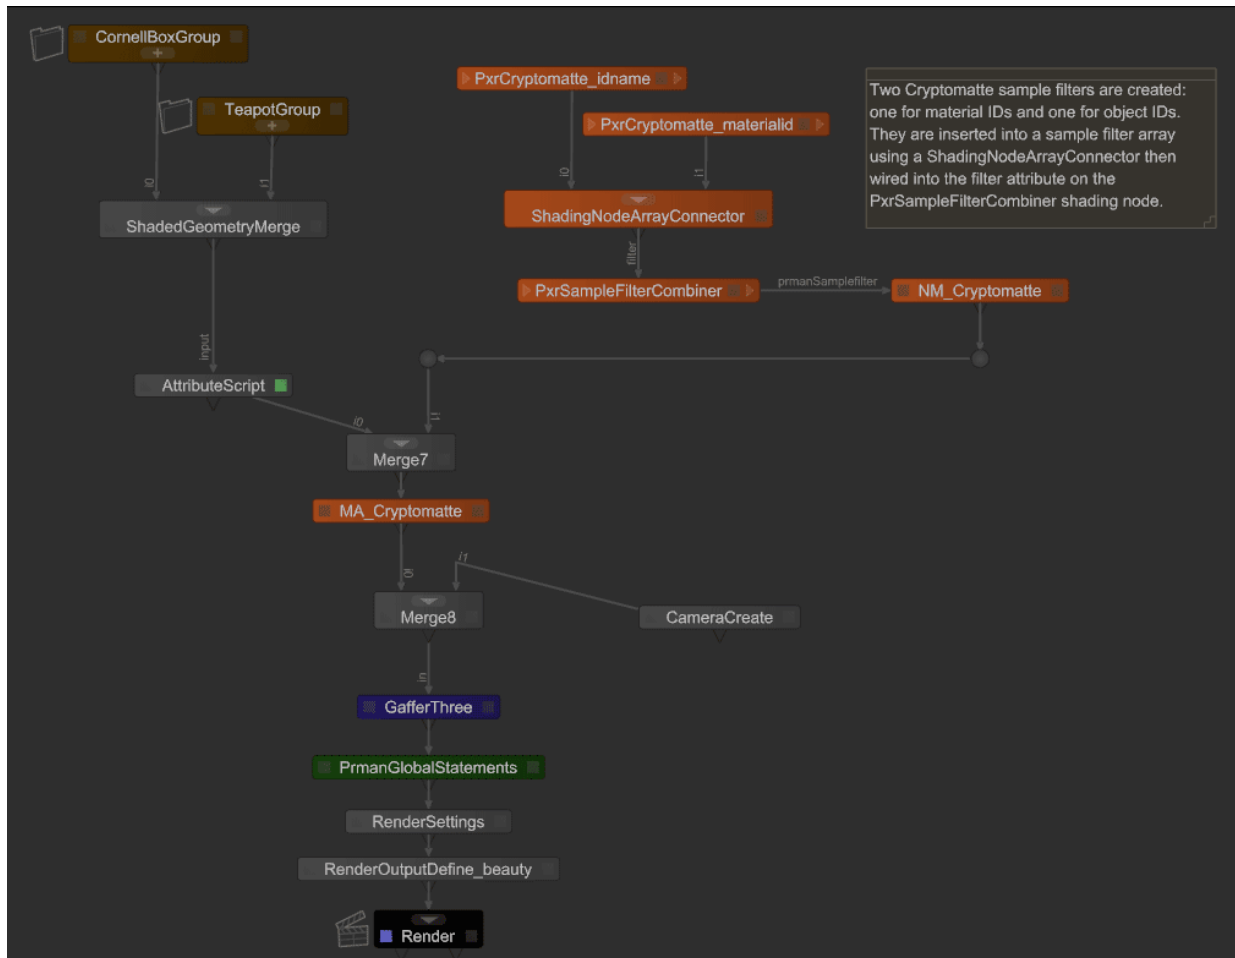 CornellBoxGroup
PxrCryptomatte_idname
Two Cryptomatte sample filters are created:
one for material IDs and one for object IDs.
They are inserted into a sample filter array
using a ShadingNodeArrayConnector then
wired into the filter attribute on the
PxrSampleFilterCombiner shading node.
TeapotGroup
PxrCryptomatte_materialid
i0
i1
i0
i1
ShadedGeometryMerge
ShadingNodeArrayConnector
filter
PxrSampleFilterCombiner
prmanSamplefilter
NM_Cryptomatte
input
AttributeScript
i0
i1
Merge7
MA_Cryptomatte
i0
i1
Merge8
CameraCreate
in
GafferThree
PrmanGlobalStatements
RenderSettings
RenderOutputDefine_beauty
Render